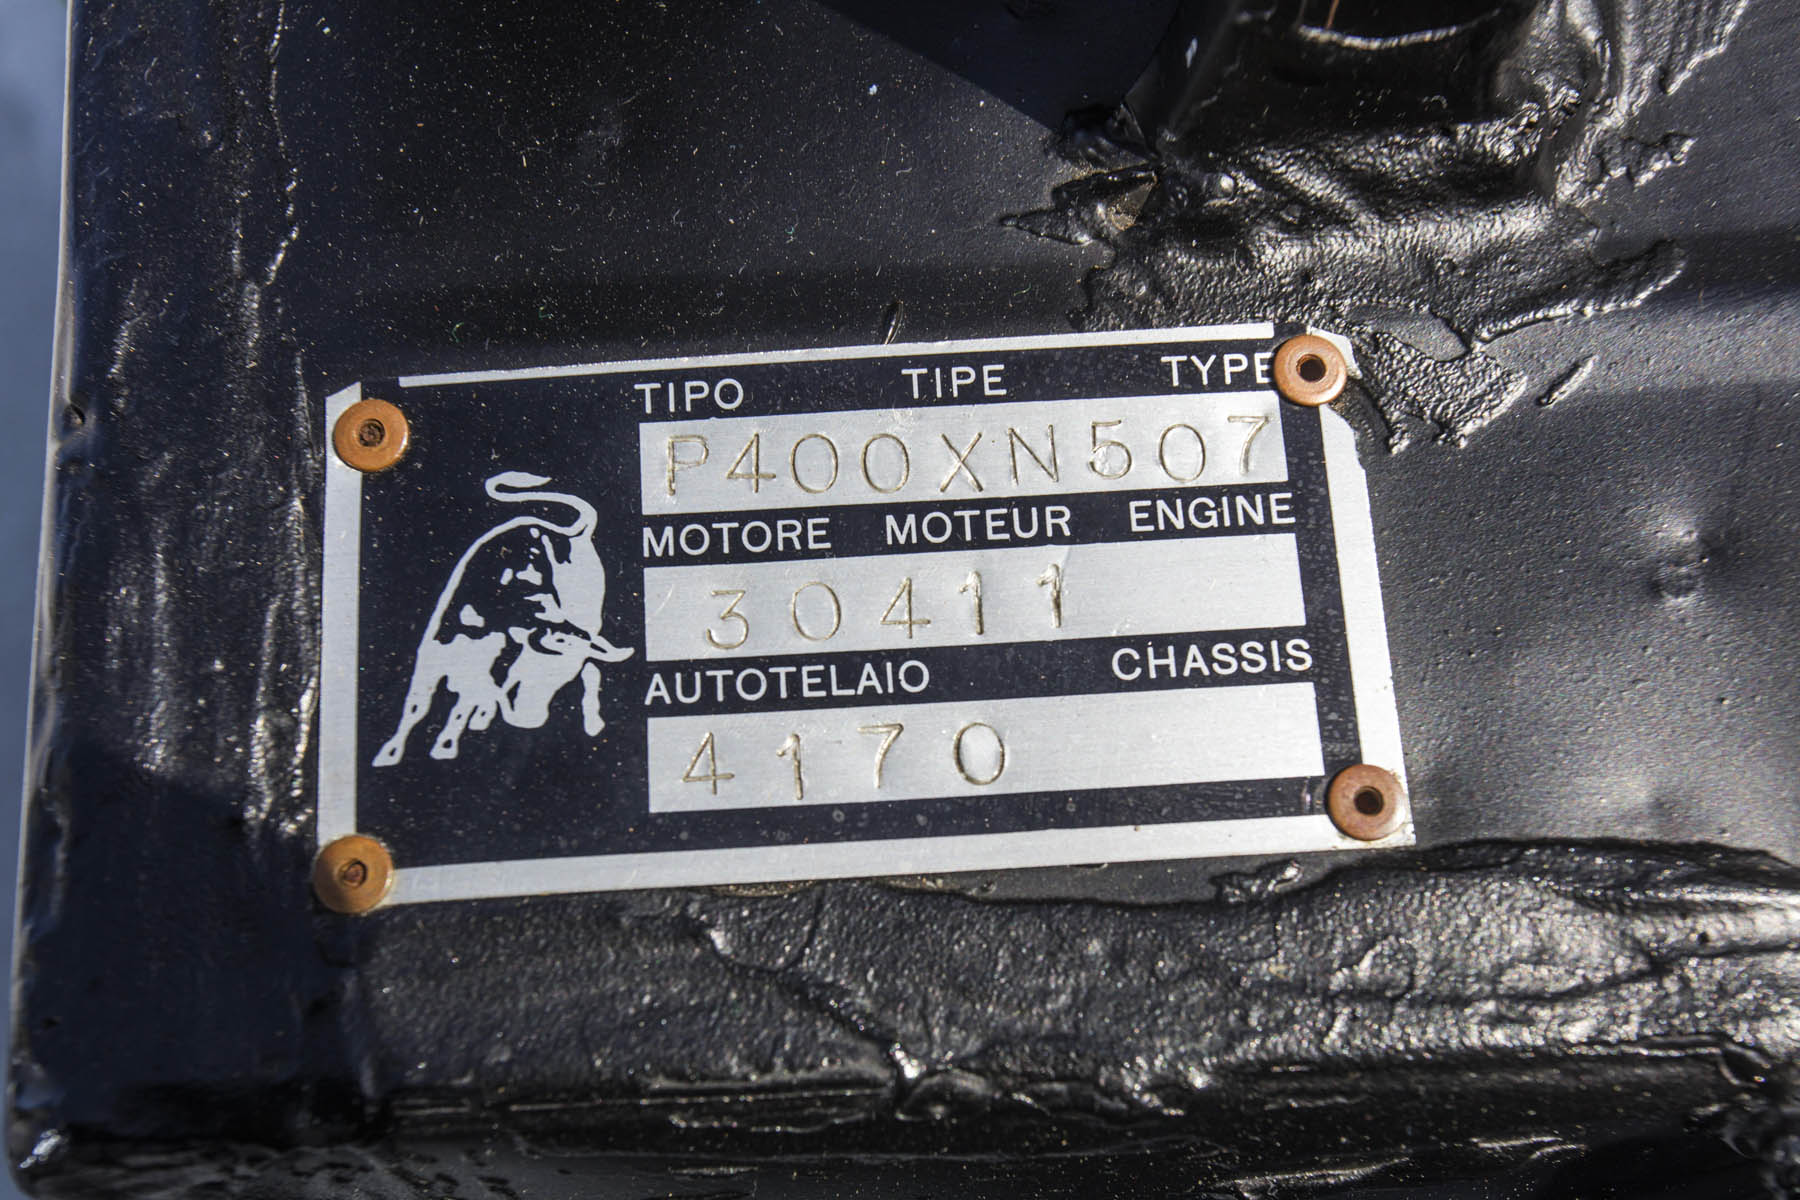 TIPO TIPE TYPE
P400XN507
MOTORE MOTEUR ENGINE
30411
AUTOTELAIO CHASSIS
4170